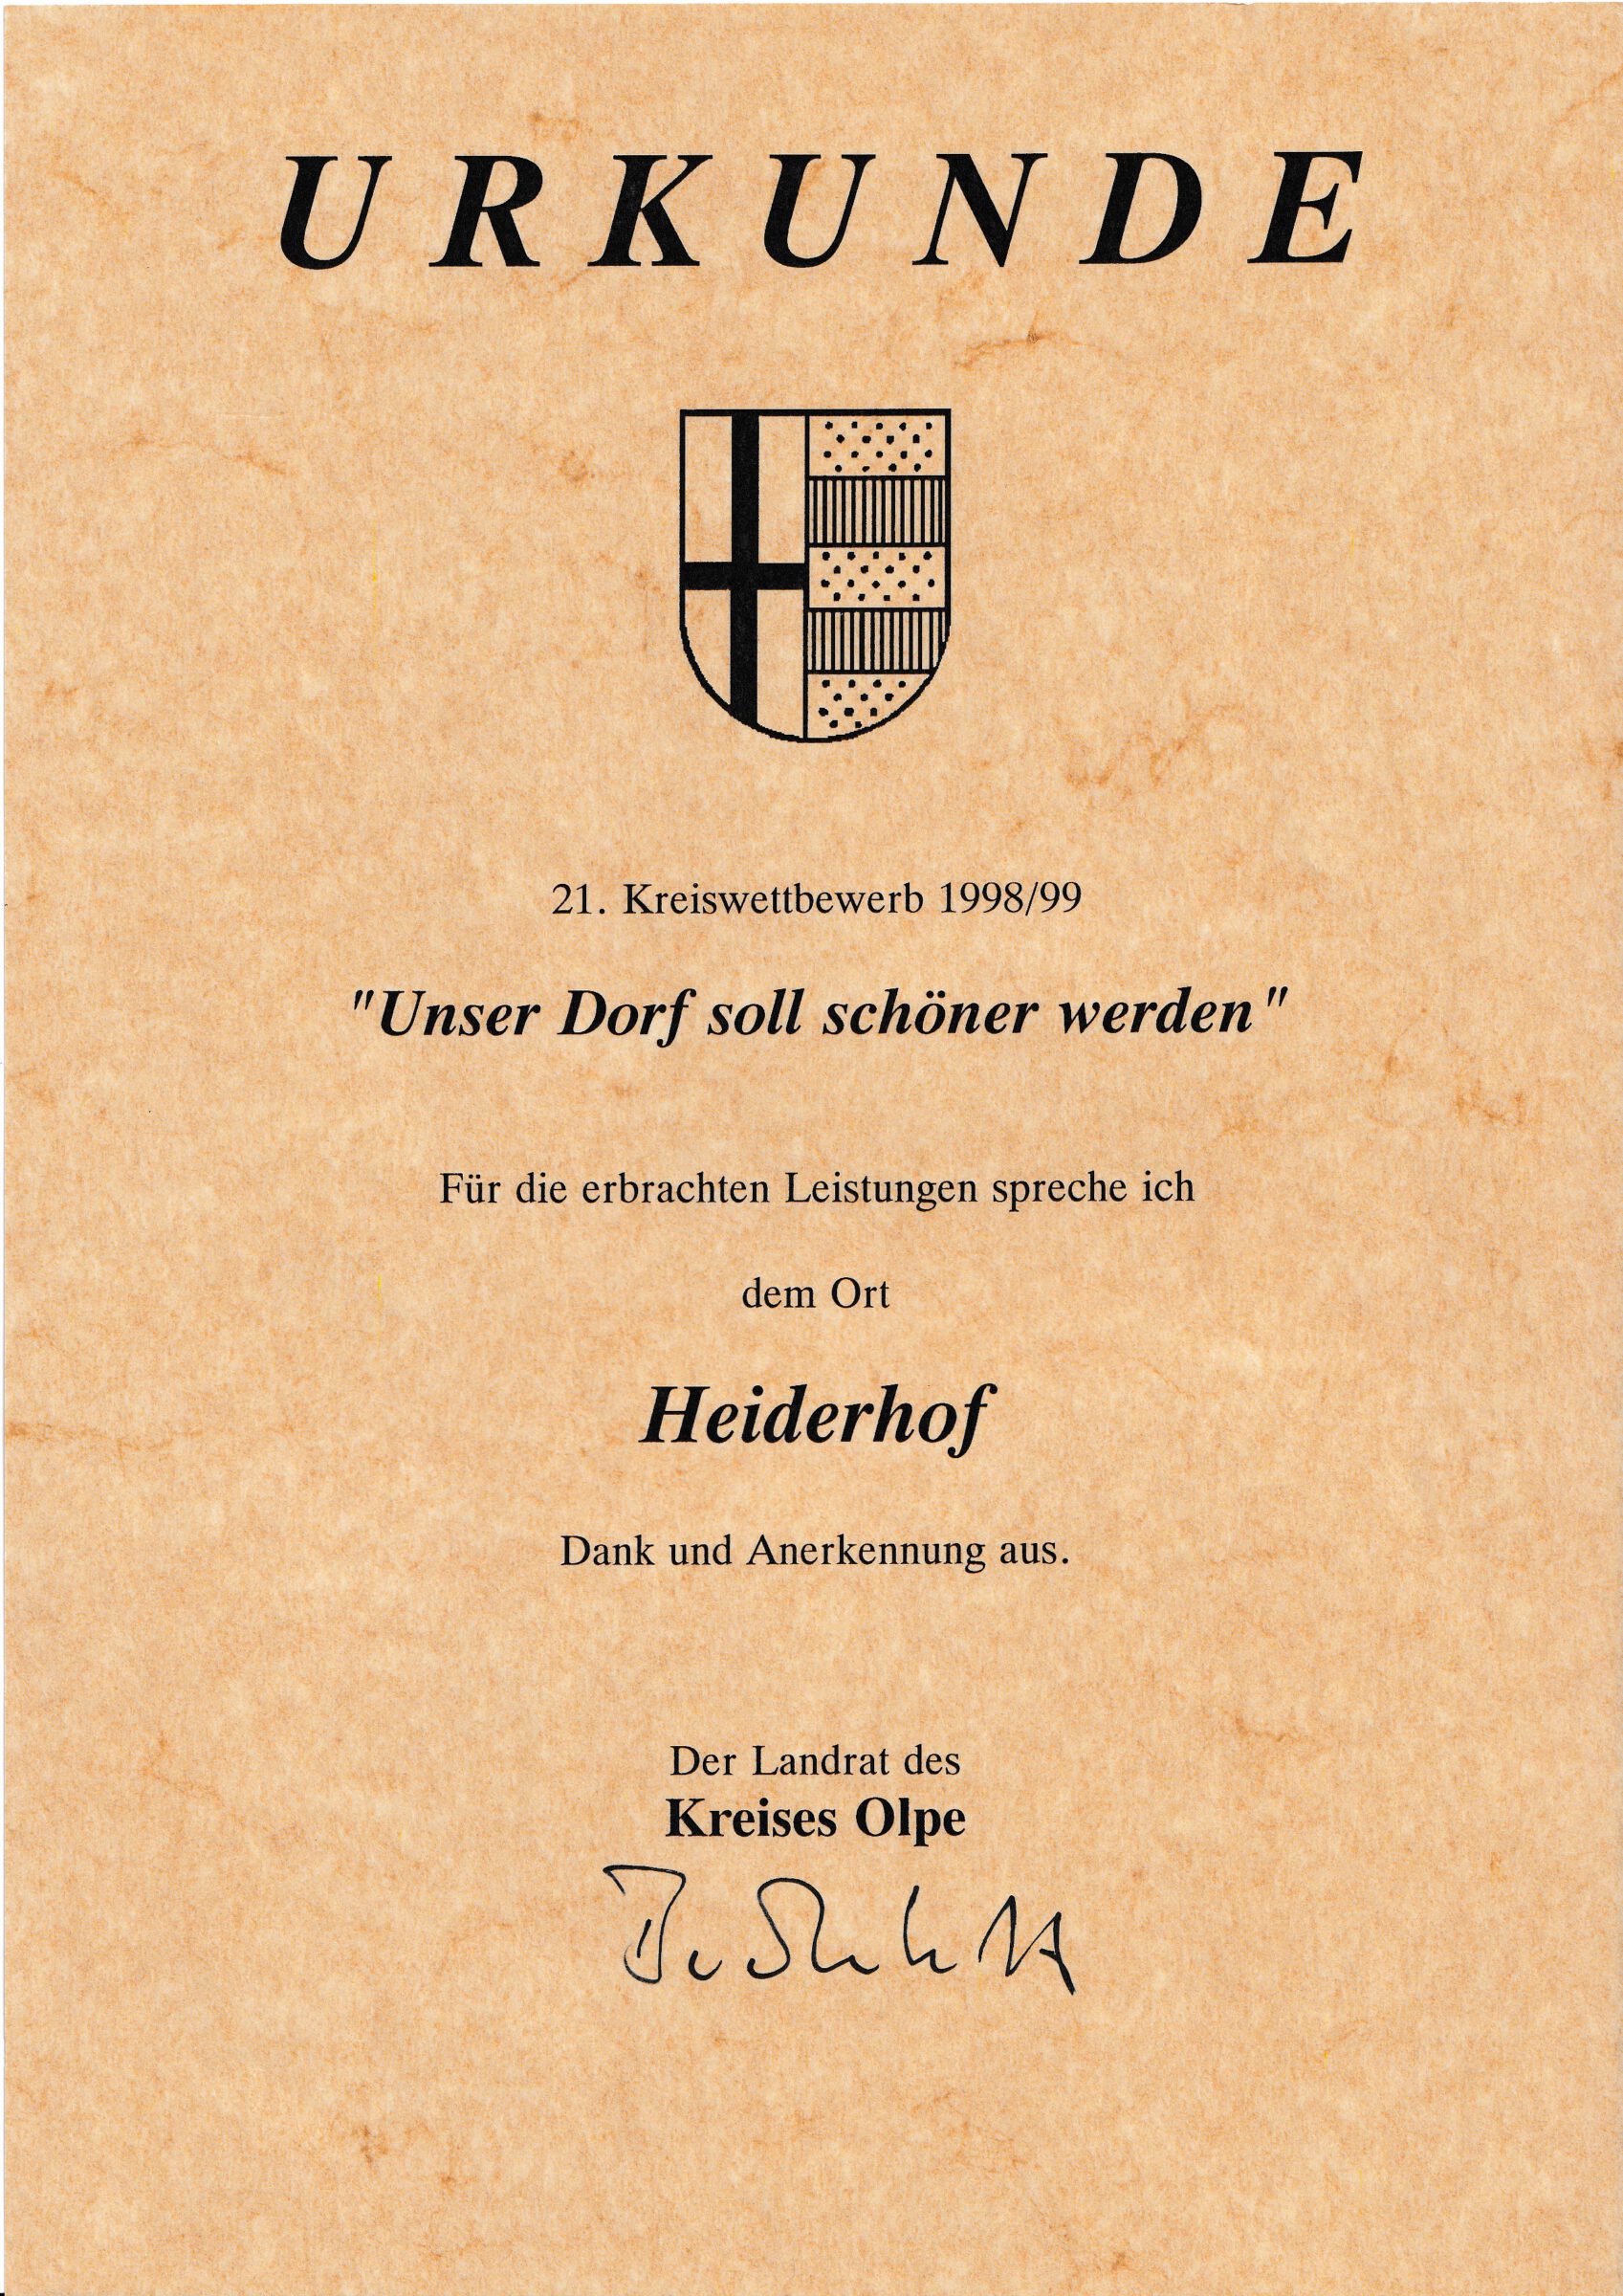 URKUNDE
21. Kreiswettbewerb 1998/99
"Unser Dorf soll schöner werden"
Für die erbrachten Leistungen spreche ich
dem Ort
Heiderhof
Dank und Anerkennung aus.
Der Landrat des
Kreises Olpe